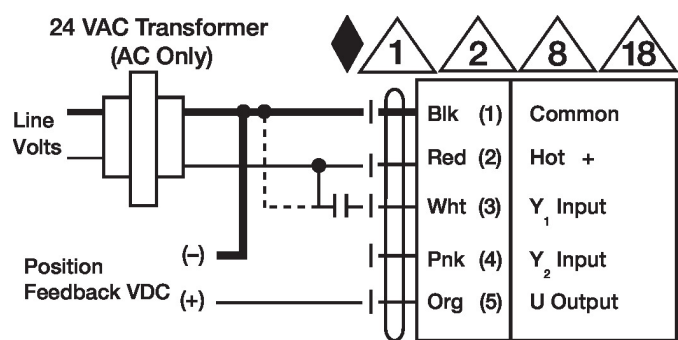 24 VAC Transformer
(AC Only)
1 2 8 18
Line
Volts
Blk (1) Common
Red (2) Hot +
Wht (3) Y1 Input
Pnk (4) Y2 Input
Org (5) U Output
Position
Feedback VDC
(–)
(+)